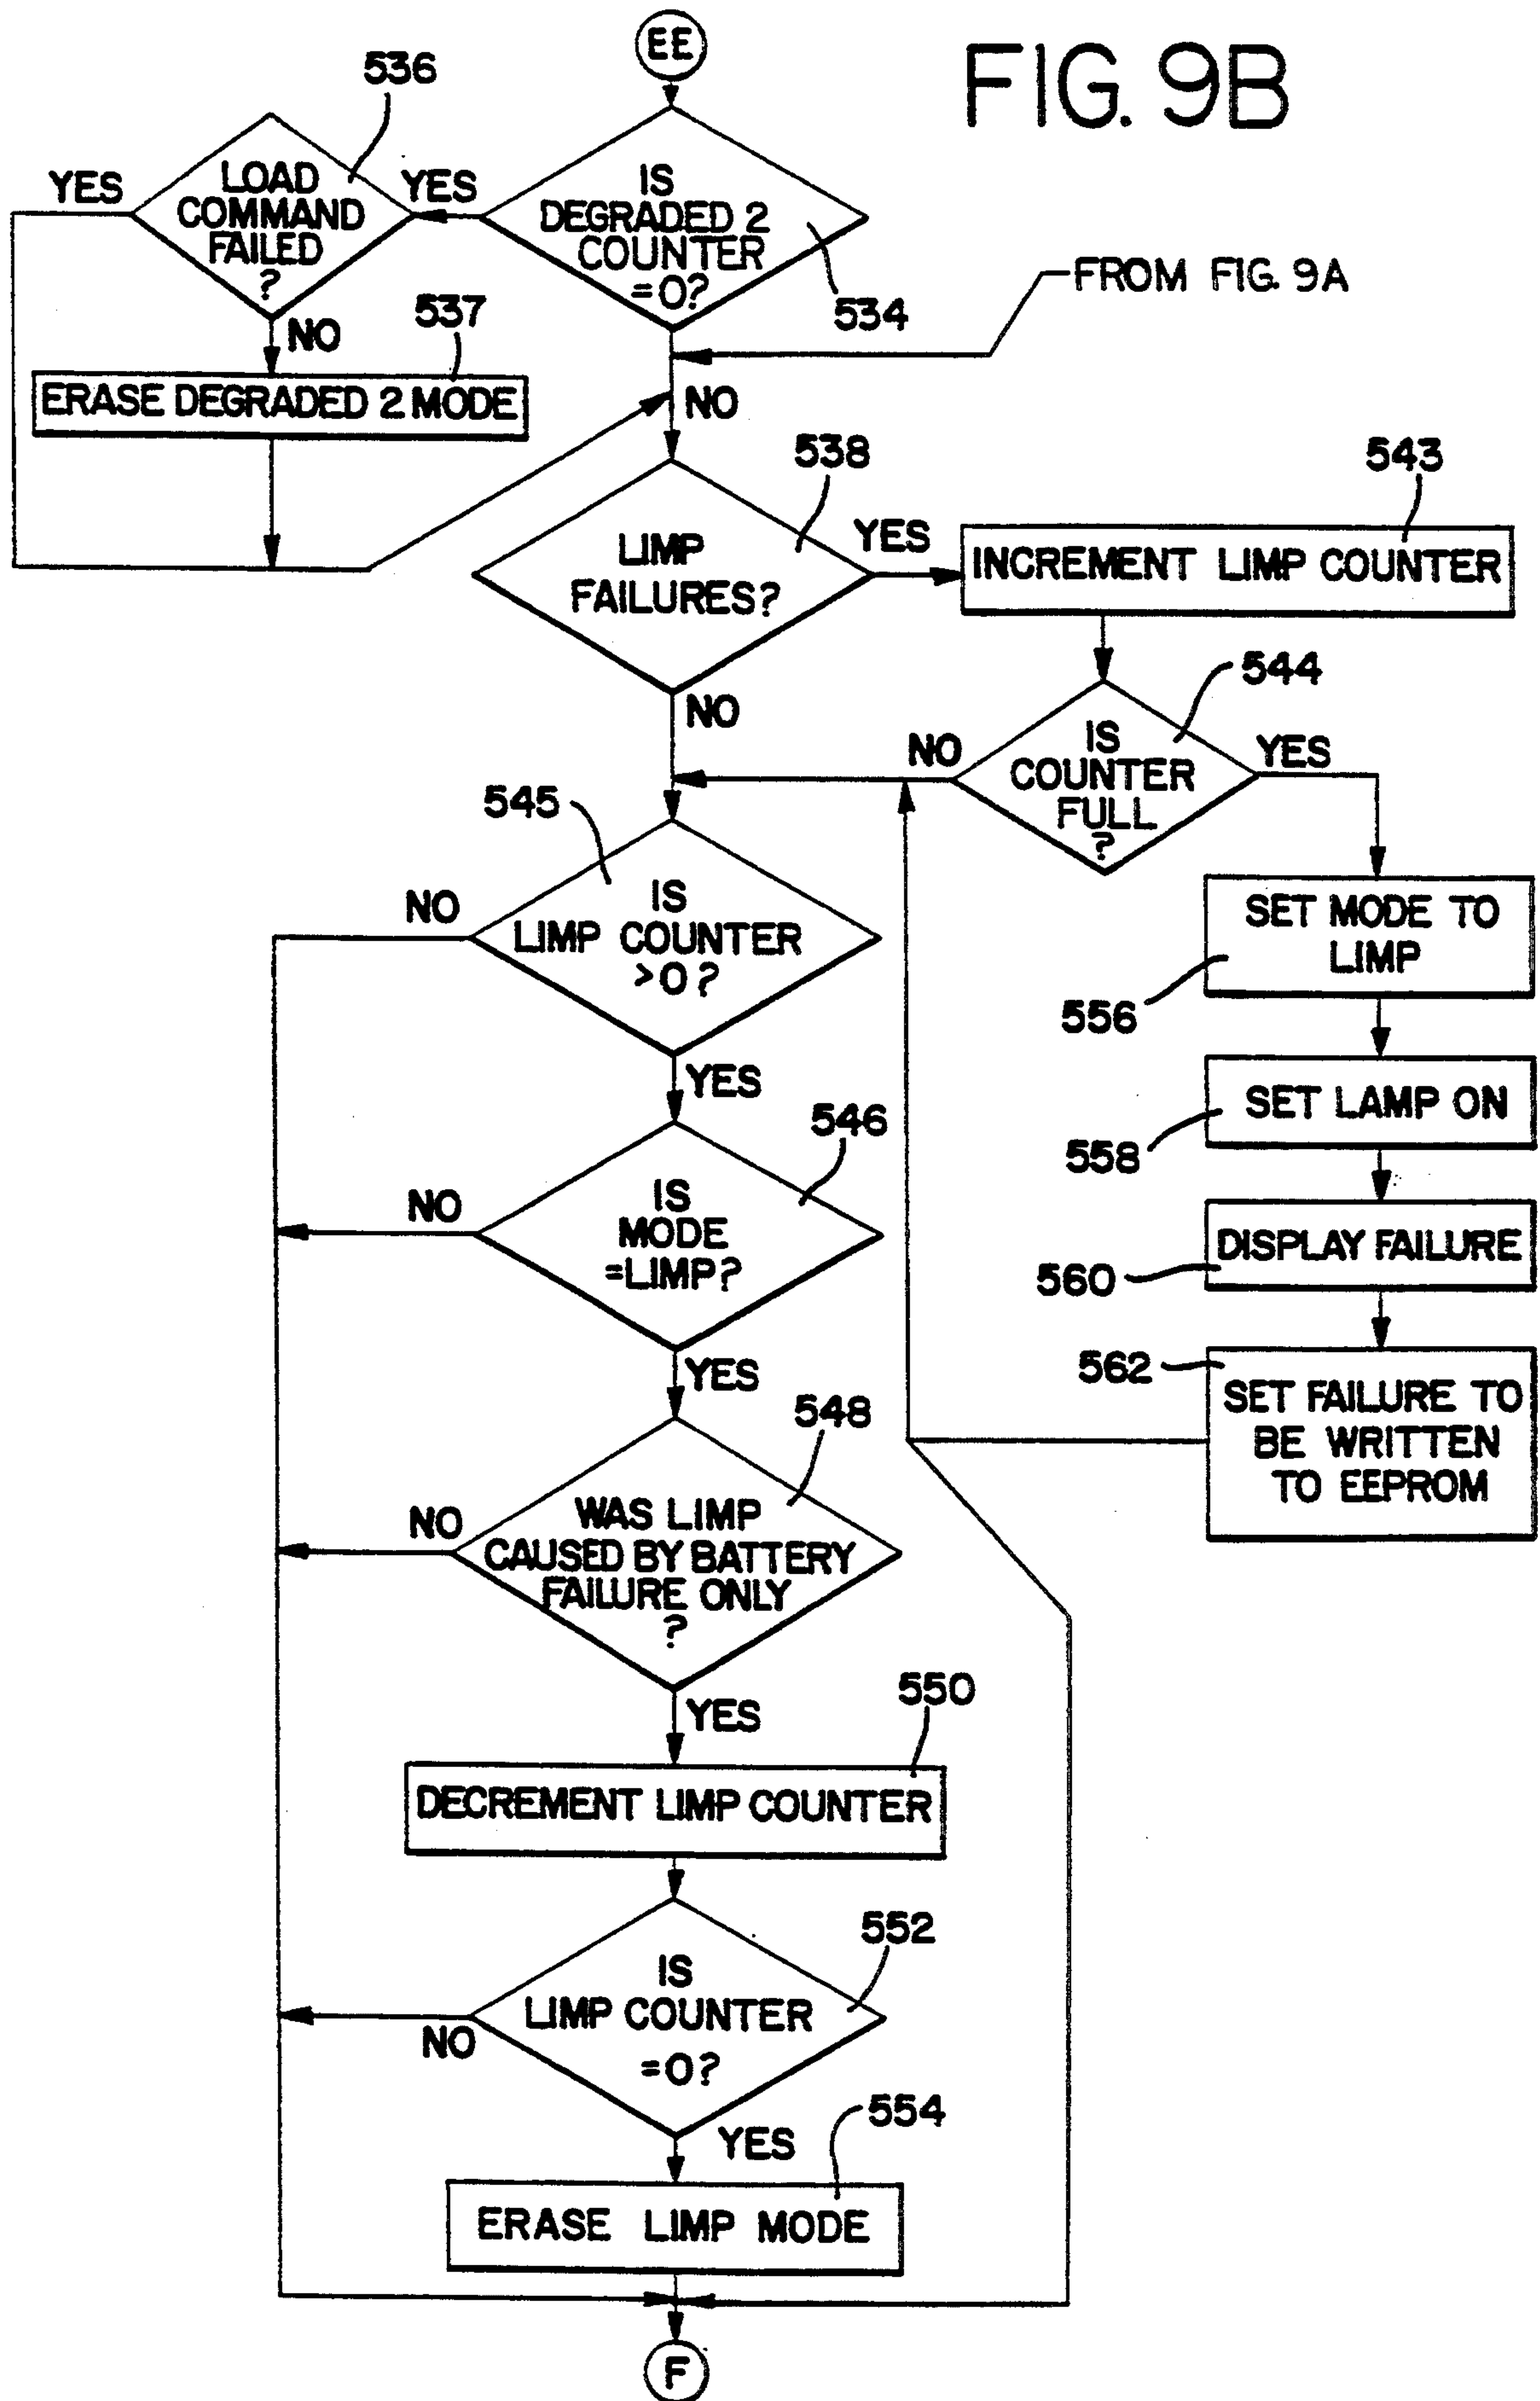 EE
FIG. 9B
536
YES
LOAD
COMMAND
FAILED
?
YES
IS
DEGRADED 2
COUNTER
=0?
534
FROM FIG. 9A
NO
537
ERASE DEGRADED 2 MODE
NO
538
LIMP
FAILURES?
YES
543
INCREMENT LIMP COUNTER
NO
544
IS
COUNTER
FULL
?
NO
YES
545
IS
LIMP COUNTER
>0?
NO
YES
SET MODE TO
LIMP
556
SET LAMP ON
558
DISPLAY FAILURE
560
562
SET FAILURE TO
BE WRITTEN
TO EEPROM
546
IS
MODE
=LIMP?
NO
YES
548
WAS LIMP
CAUSED BY BATTERY
FAILURE ONLY
?
NO
YES
550
DECREMENT LIMP COUNTER
552
IS
LIMP COUNTER
=0?
NO
YES
554
ERASE LIMP MODE
F